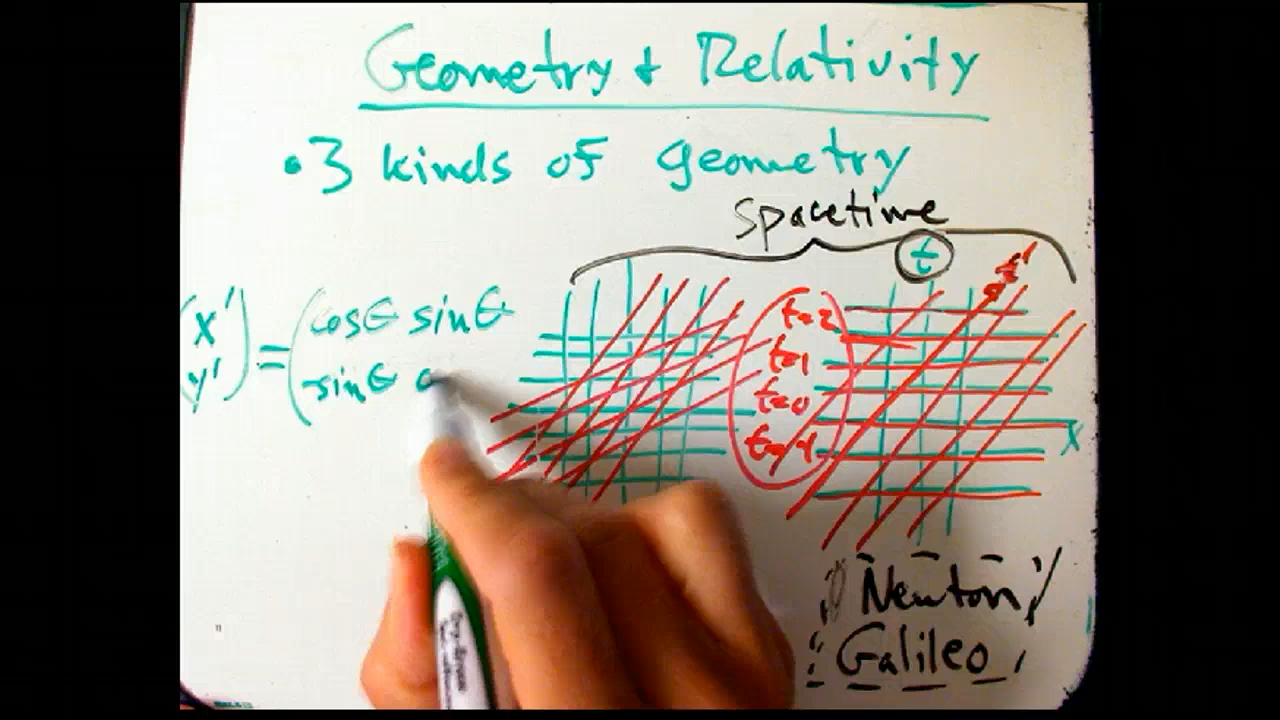 Geometry + Relativity
• 3 kinds of geometry
Spacetime
t
t'
(x' y') = (cosθ sinθ
-sinθ c
t=2
t=1
t=0
t=-1
x
Newton
Galileo